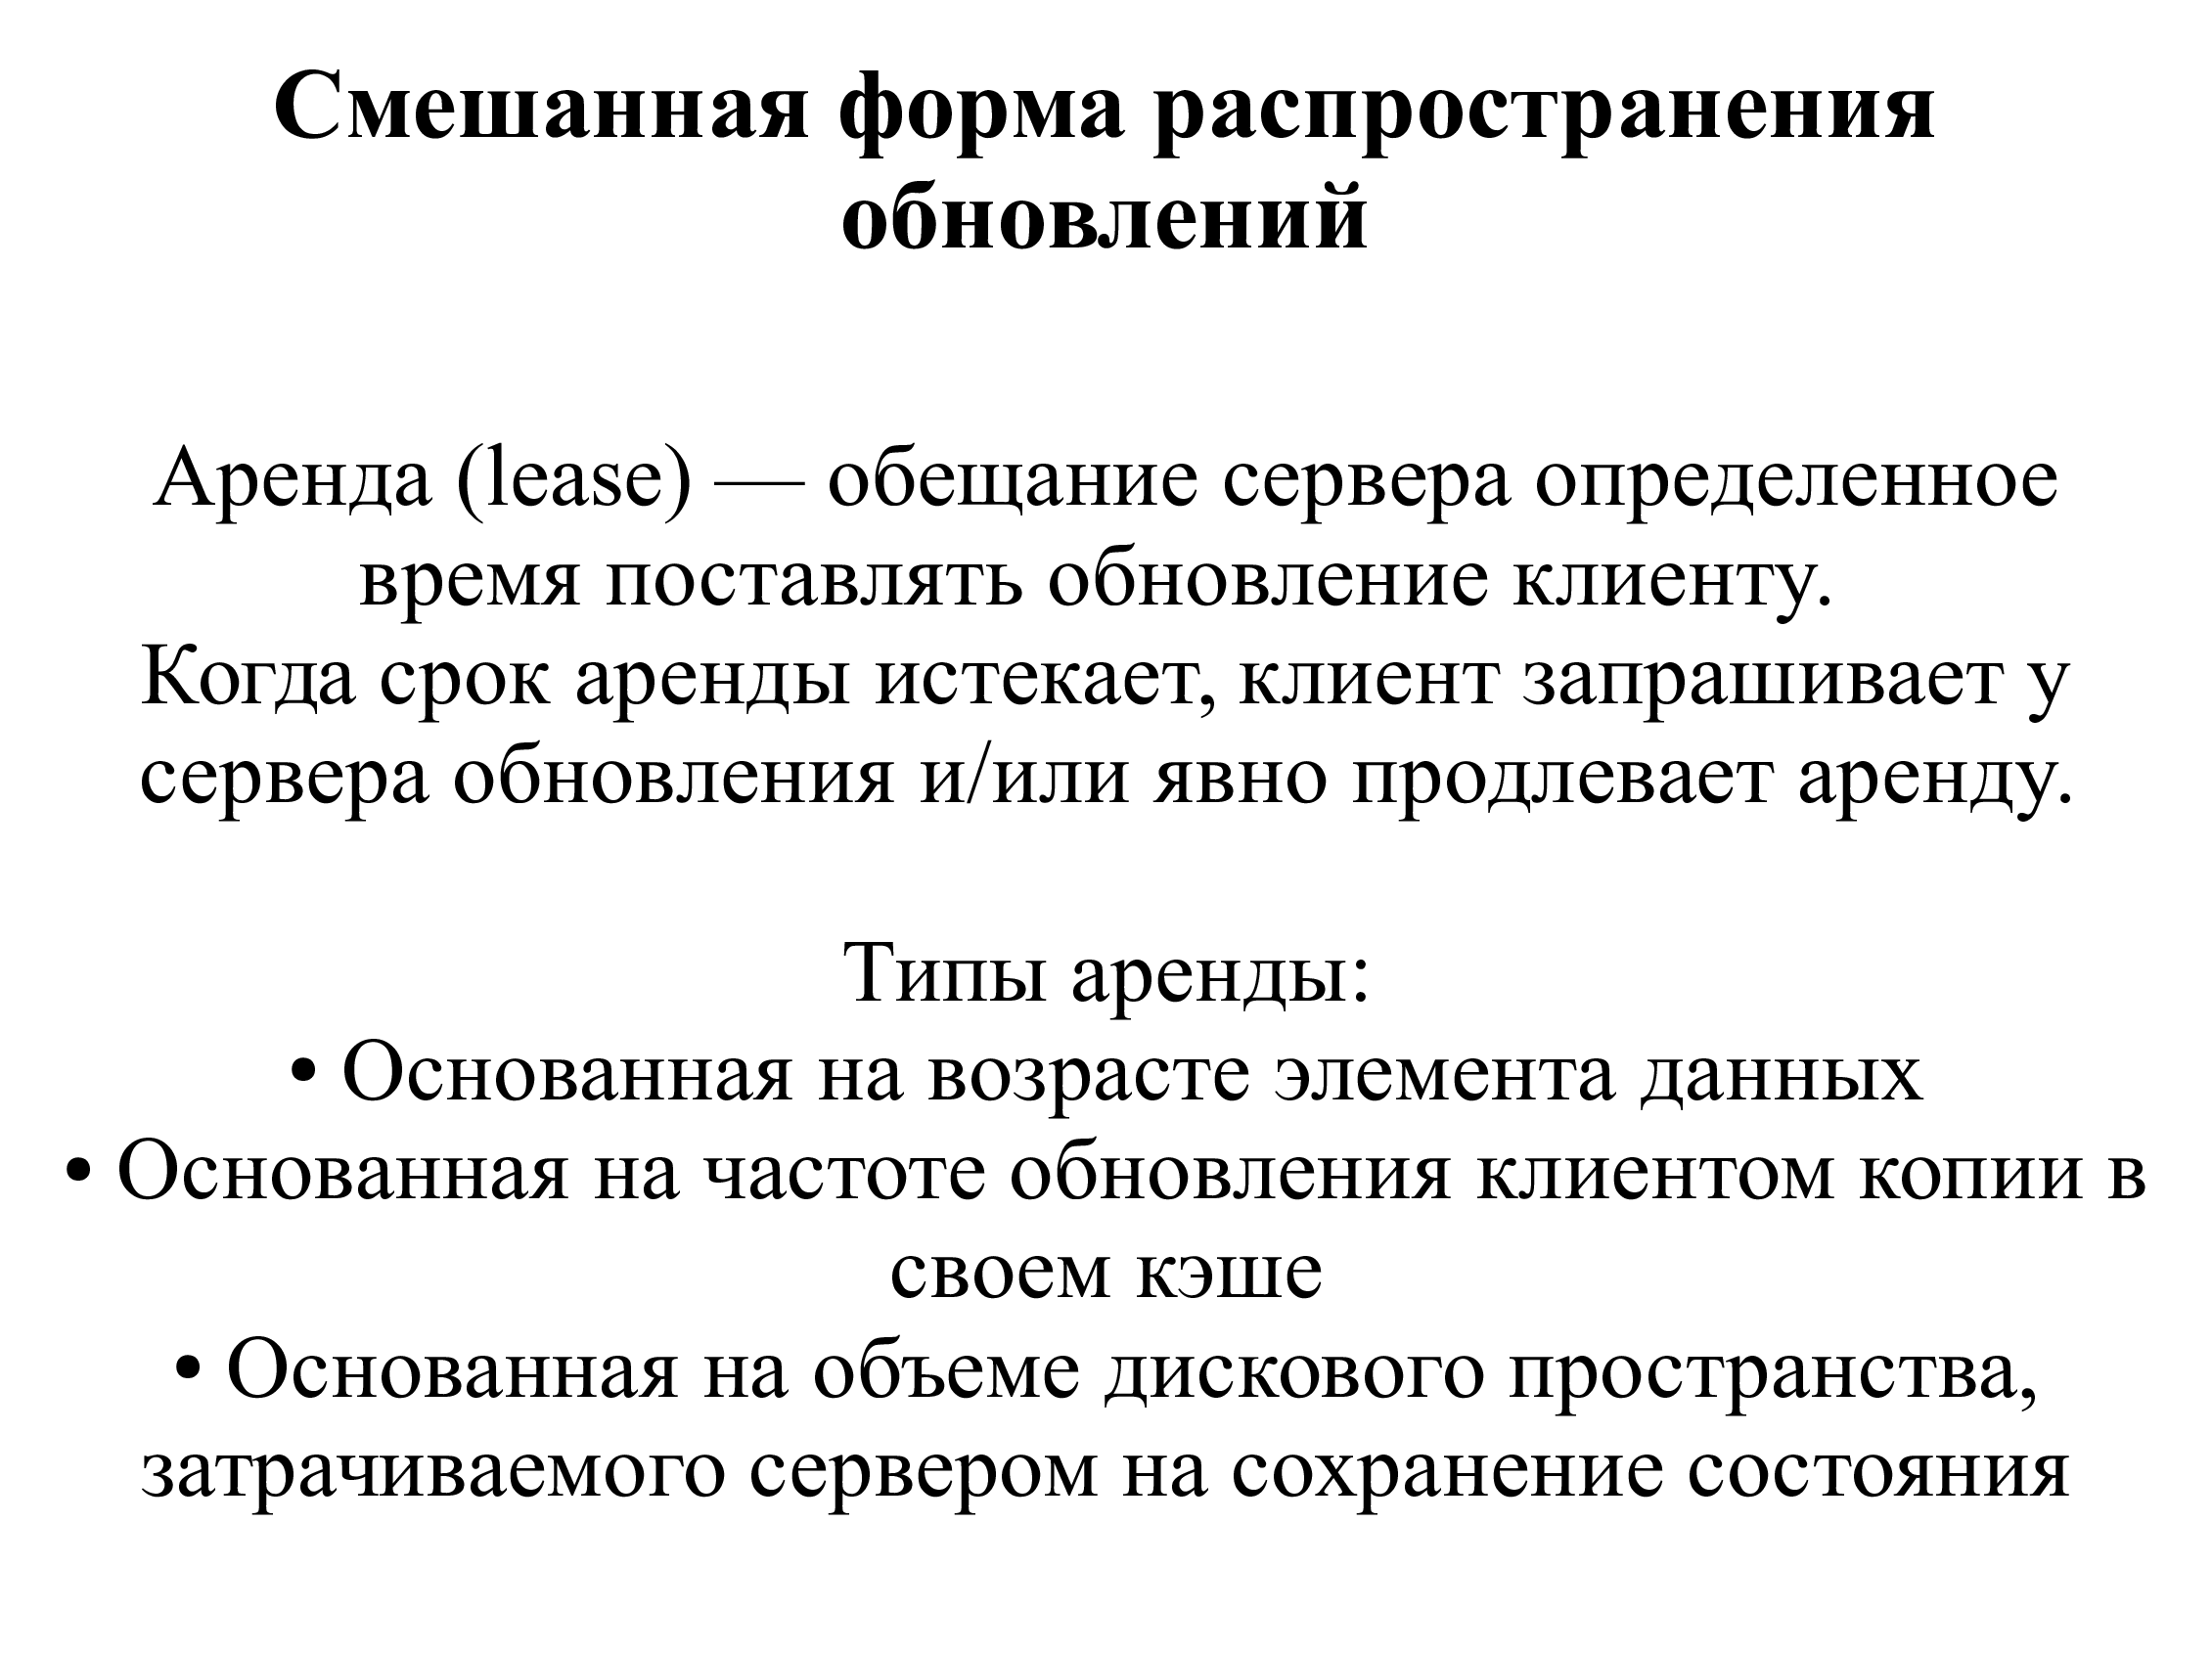 Смешанная форма распространения
обновлений
Аренда (lease) — обещание сервера определенное
время поставлять обновление клиенту.
Когда срок аренды истекает, клиент запрашивает у
сервера обновления и/или явно продлевает аренду.
Типы аренды:
• Основанная на возрасте элемента данных
• Основанная на частоте обновления клиентом копии в
своем кэше
• Основанная на объеме дискового пространства,
затрачиваемого сервером на сохранение состояния